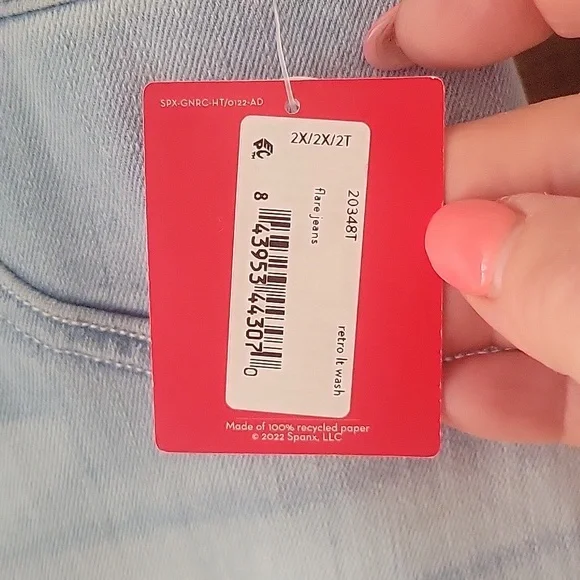 SPX-GNRC-HT/0122-AD
2X/2X/2T
EPC
20348T
flare jeans
retro lt wash
8 43953 44307 0
Made of 100% recycled paper
© 2022 Spanx, LLC